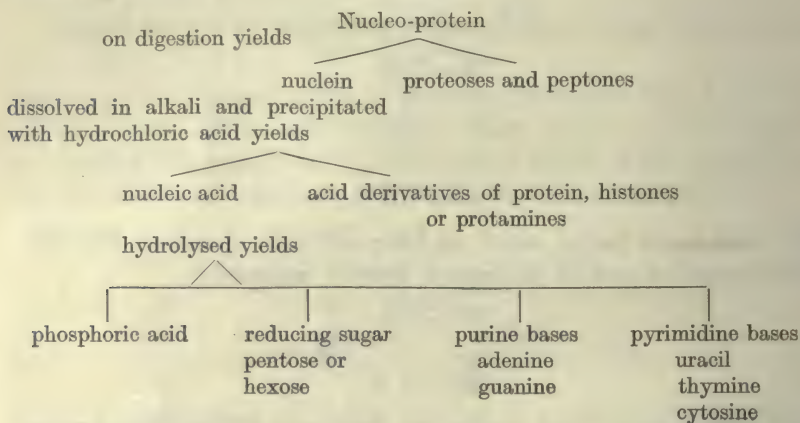 Nucleo-protein
on digestion yields
nuclein proteoses and peptones
dissolved in alkali and precipitated
with hydrochloric acid yields
nucleic acid acid derivatives of protein, histones
or protamines
hydrolysed yields
phosphoric acid reducing sugar purine bases pyrimidine bases
pentose or adenine uracil
hexose guanine thymine
cytosine